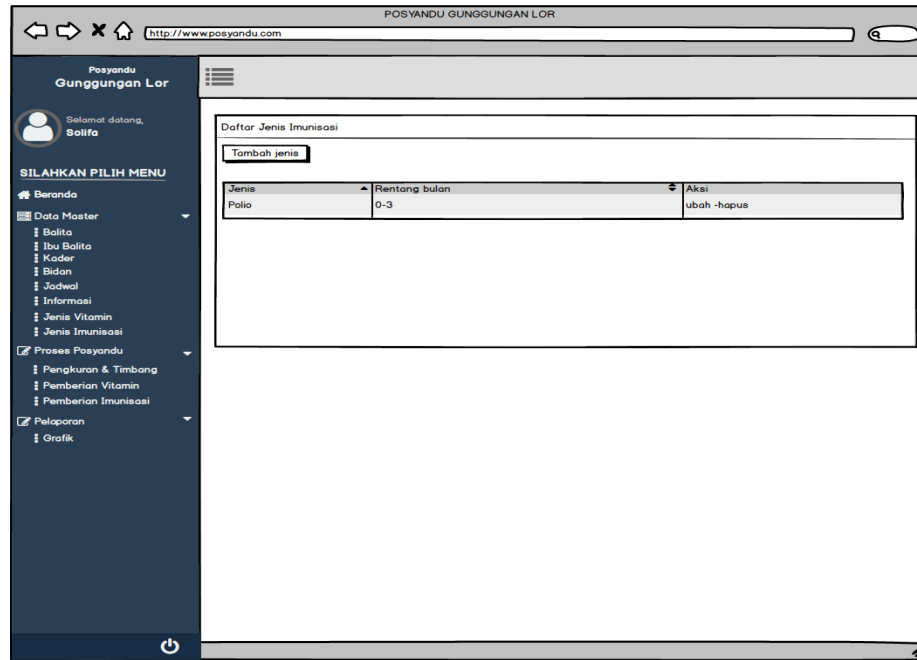 POSYANDU GUNGGUNGAN LOR
http://www.posyandu.com
Posyandu
Gunggungan Lor
Selamat datang,
Solifa
SILAHKAN PILIH MENU
Beranda
Data Master
Balita
Ibu Balita
Kader
Bidan
Jadwal
Informasi
Jenis Vitamin
Jenis Imunisasi
Proses Posyandu
Pengkuran & Timbang
Pemberian Vitamin
Pemberian Imunisasi
Pelaporan
Grafik
Daftar Jenis Imunisasi
Tambah jenis
Jenis Rentang bulan Aksi
Polio 0-3 ubah -hapus